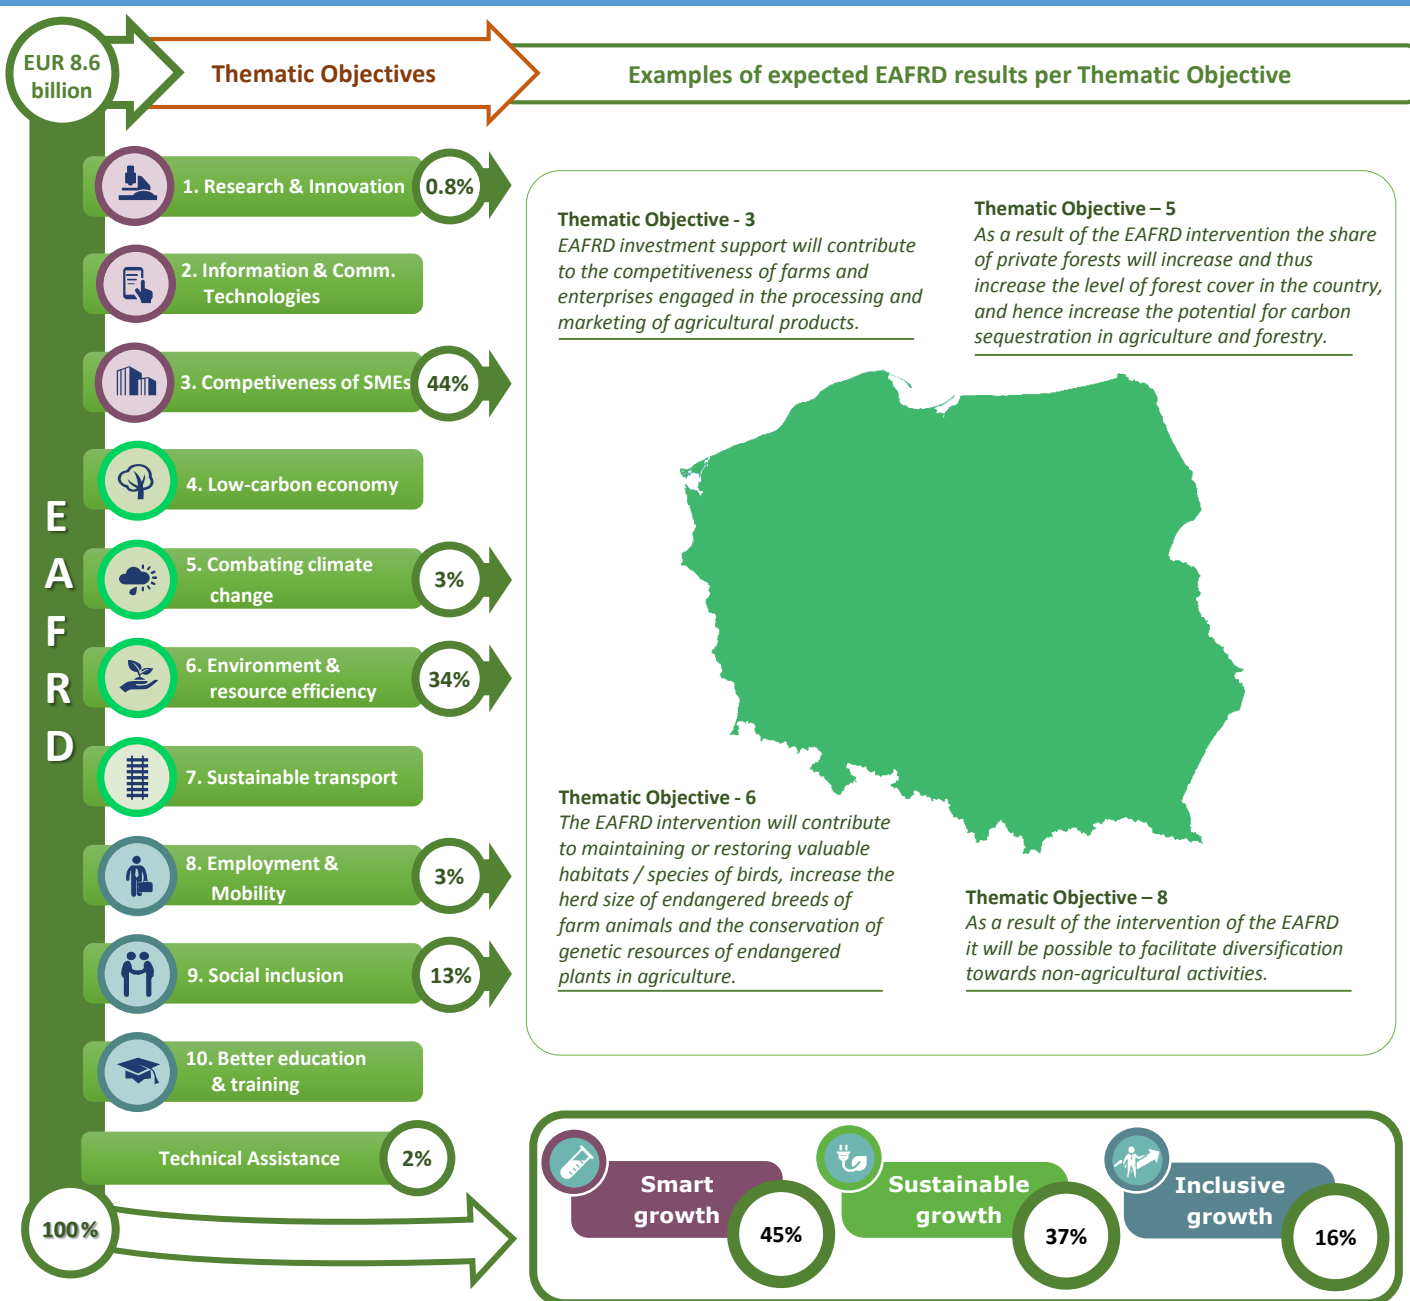 EUR 8.6
billion
Thematic Objectives
Examples of expected EAFRD results per Thematic Objective
E
A
F
R
D
1. Research & Innovation
0.8%
2. Information & Comm.
Technologies
3. Competiveness of SMEs
44%
4. Low-carbon economy
5. Combating climate
change
3%
6. Environment &
resource efficiency
34%
7. Sustainable transport
8. Employment &
Mobility
3%
9. Social inclusion
13%
10. Better education
& training
Technical Assistance
2%
100%
Thematic Objective - 3
EAFRD investment support will contribute
to the competitiveness of farms and
enterprises engaged in the processing and
marketing of agricultural products.
Thematic Objective – 5
As a result of the EAFRD intervention the share
of private forests will increase and thus
increase the level of forest cover in the country,
and hence increase the potential for carbon
sequestration in agriculture and forestry.
Thematic Objective - 6
The EAFRD intervention will contribute
to maintaining or restoring valuable
habitats / species of birds, increase the
herd size of endangered breeds of
farm animals and the conservation of
genetic resources of endangered
plants in agriculture.
Thematic Objective – 8
As a result of the intervention of the EAFRD
it will be possible to facilitate diversification
towards non-agricultural activities.
Smart
growth
45%
Sustainable
growth
37%
Inclusive
growth
16%